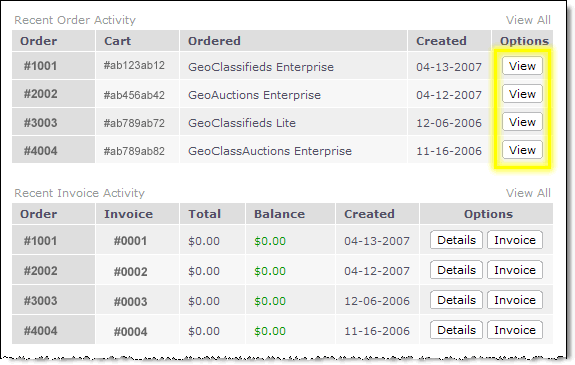 Recent Order Activity View All
Order Cart Ordered Created Options
#1001 #ab123ab12 GeoClassifieds Enterprise 04-13-2007 View
#2002 #ab456ab42 GeoAuctions Enterprise 04-12-2007 View
#3003 #ab789ab72 GeoClassifieds Lite 12-06-2006 View
#4004 #ab789ab82 GeoClassAuctions Enterprise 11-16-2006 View
Recent Invoice Activity View All
Order Invoice Total Balance Created Options
#1001 #0001 $0.00 $0.00 04-13-2007 Details Invoice
#2002 #0002 $0.00 $0.00 04-12-2007 Details Invoice
#3003 #0003 $0.00 $0.00 12-06-2006 Details Invoice
#4004 #0004 $0.00 $0.00 11-16-2006 Details Invoice